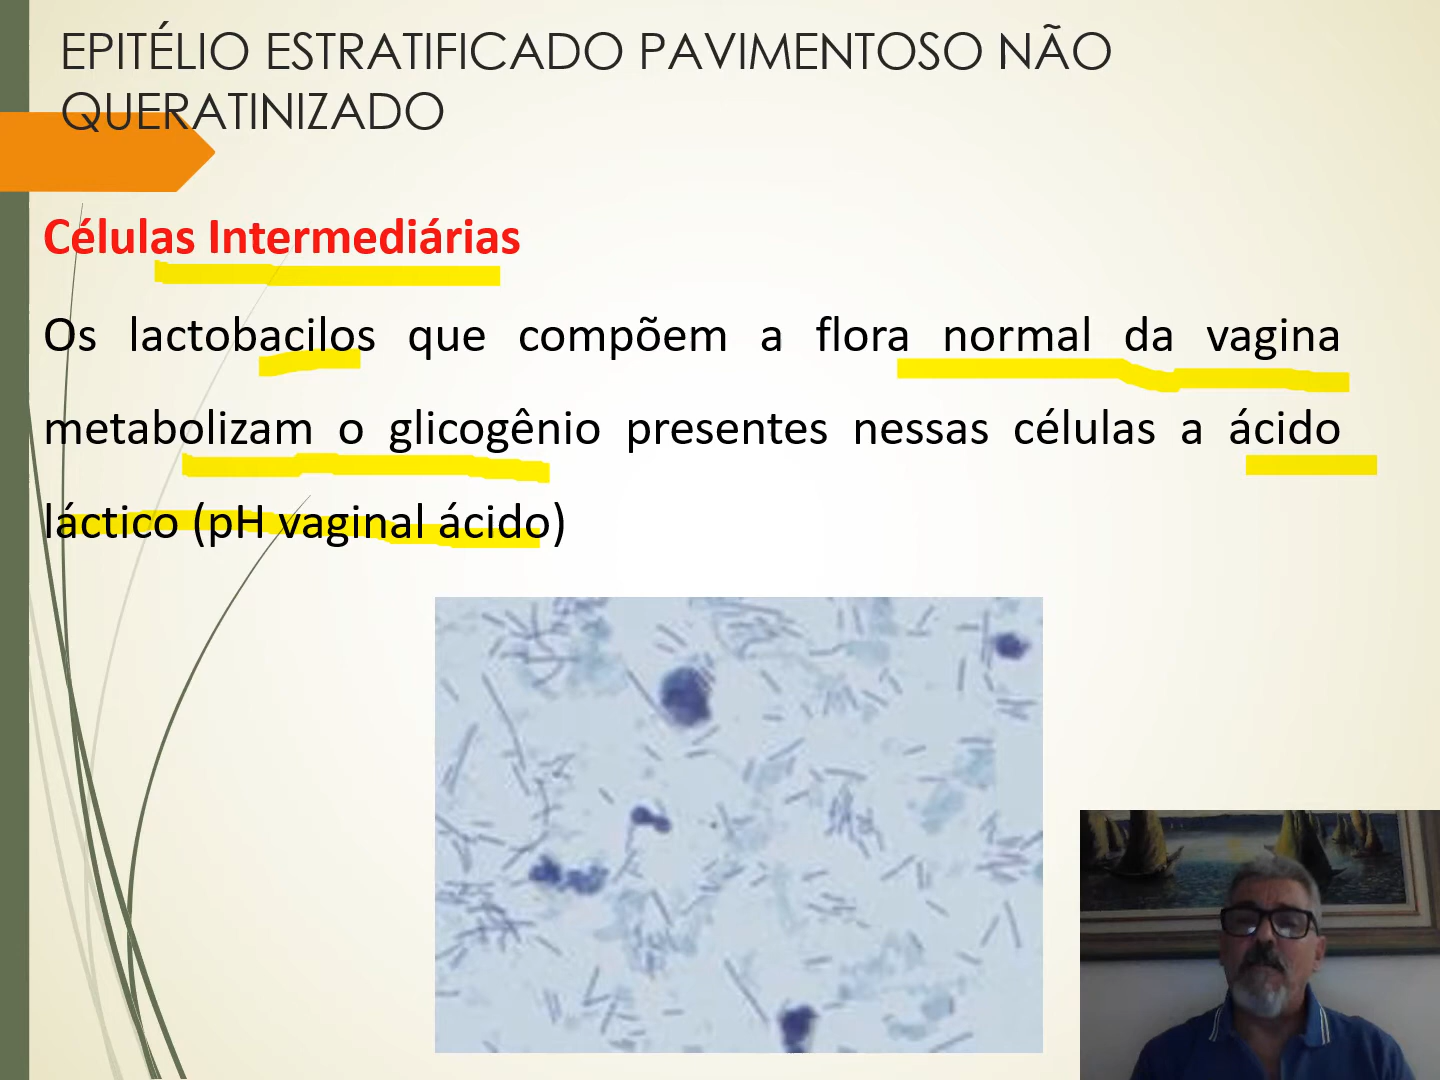 EPITÉLIO ESTRATIFICADO PAVIMENTOSO NÃO
QUERATINIZADO
Células Intermediárias
Os lactobacilos que compõem a flora normal da vagina
metabolizam o glicogênio presentes nessas células a ácido
láctico (pH vaginal ácido)